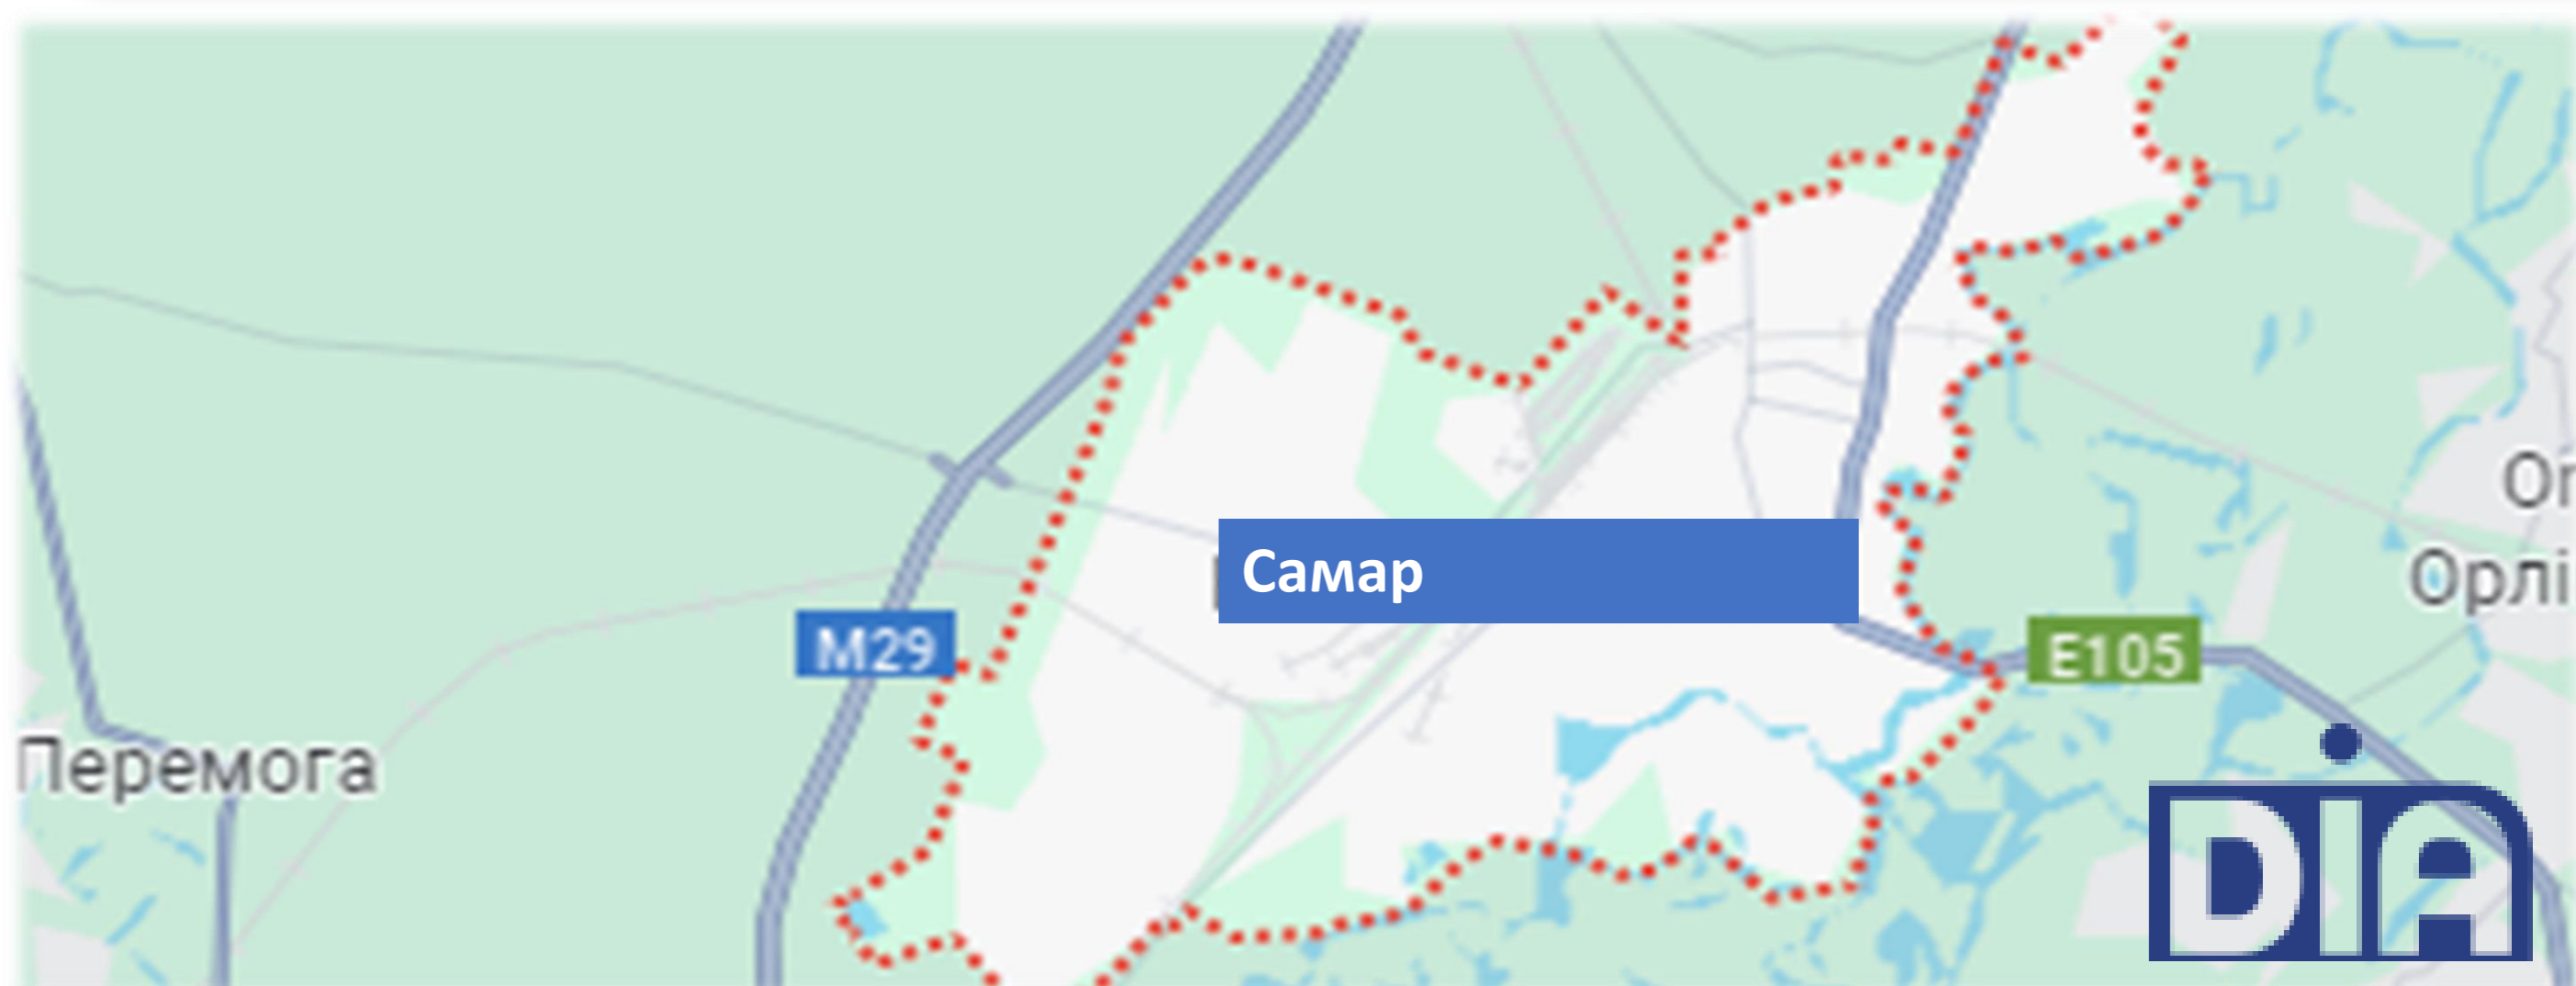 Самар
M29
E105
Орлі
Перемога
DIA